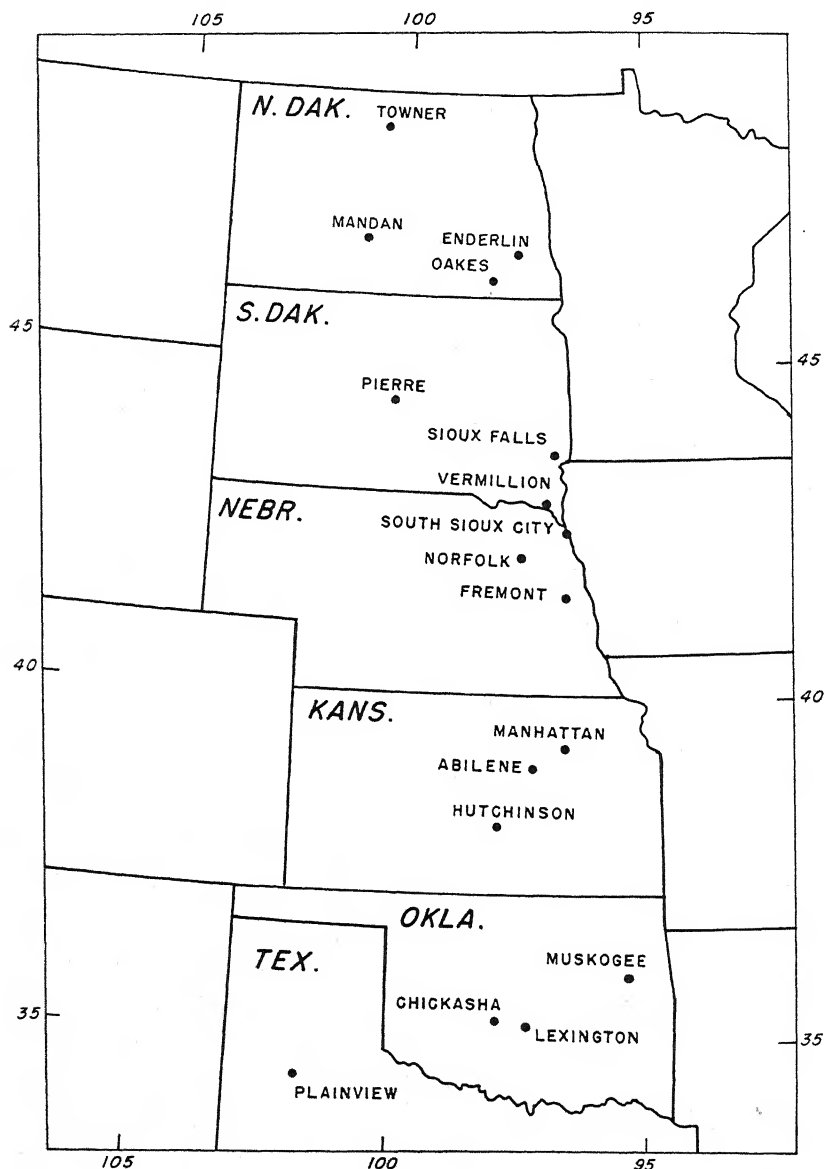 105 100 95
N. DAK.
TOWNER
MANDAN
ENDERLIN
OAKES
S. DAK.
45
45
PIERRE
SIOUX FALLS
VERMILLION
NEBR.
SOUTH SIOUX CITY
NORFOLK
FREMONT
40
40
KANS.
MANHATTAN
ABILENE
HUTCHINSON
OKLA.
TEX.
MUSKOGEE
CHICKASHA
35
LEXINGTON
35
PLAINVIEW
105 100 95